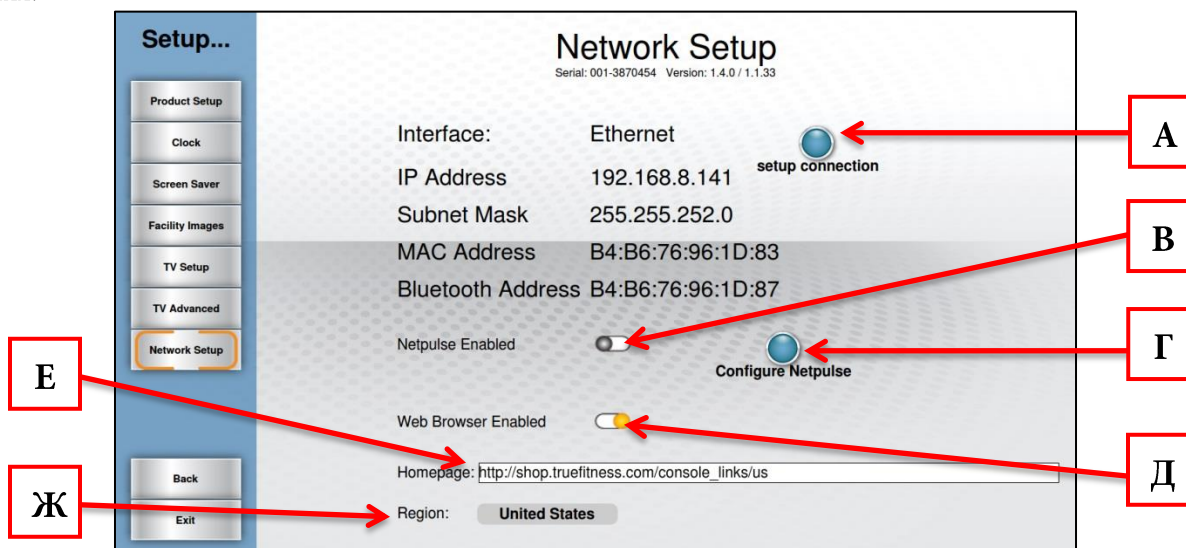 Setup...
Product Setup
Clock
Screen Saver
Facility Images
TV Setup
TV Advanced
Network Setup
Back
Exit
Network Setup
Serial: 001-3870454 Version: 1.4.0 / 1.1.33
Interface: Ethernet
setup connection
IP Address 192.168.8.141
Subnet Mask 255.255.252.0
MAC Address B4:B6:76:96:1D:83
Bluetooth Address B4:B6:76:96:1D:87
Netpulse Enabled
Configure Netpulse
Web Browser Enabled
Homepage: http://shop.truefitness.com/console_links/us
Region: United States
А
В
Г
Д
Е
Ж